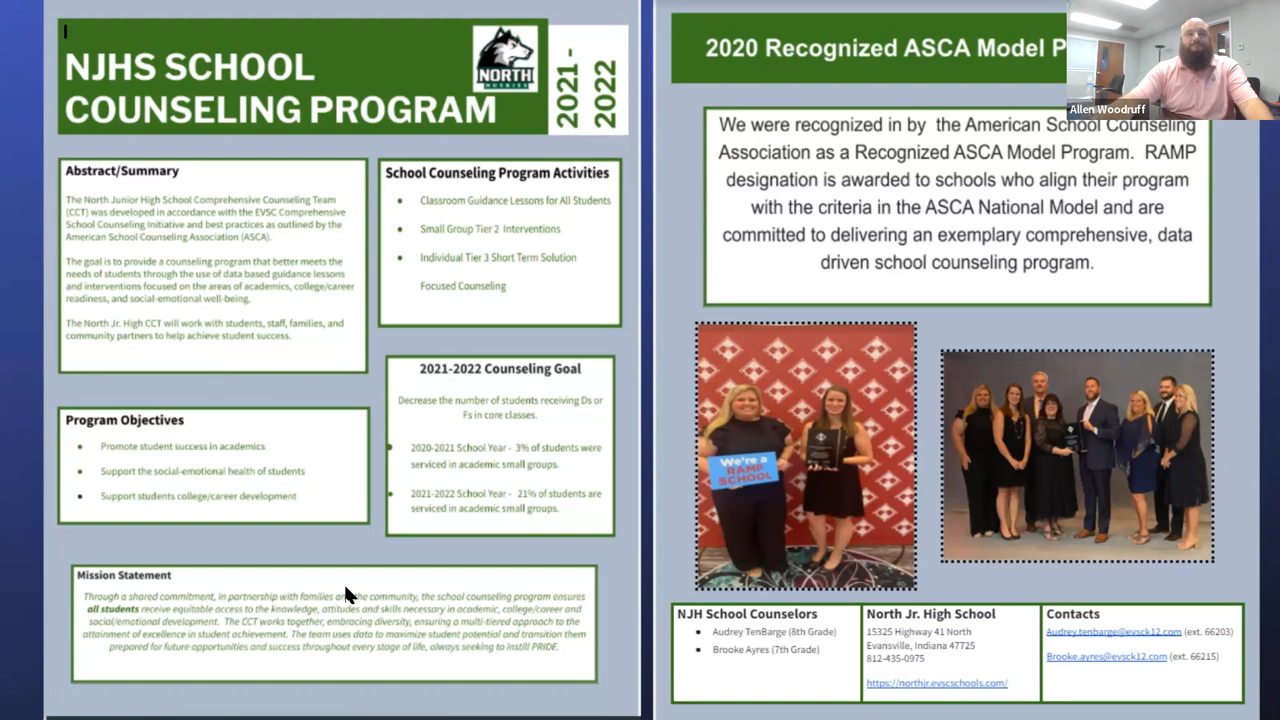 NJHS SCHOOL
COUNSELING PROGRAM
NORTH
HUSKIES
2021 -
2022
Abstract/Summary
The North Junior High School Comprehensive Counseling Team
(CCT) was developed in accordance with the EVSC Comprehensive
School Counseling Initiative and best practices as outlined by the
American School Counseling Association (ASCA).
The goal is to provide a counseling program that better meets the
needs of students through the use of data based guidance lessons
and interventions focused on the areas of academics, college/career
readiness, and social-emotional well-being.
The North Jr. High CCT will work with students, staff, families, and
community partners to help achieve student success.
School Counseling Program Activities
● Classroom Guidance Lessons for All Students
● Small Group Tier 2 Interventions
● Individual Tier 3 Short Term Solution
Focused Counseling
Program Objectives
● Promote student success in academics
● Support the social-emotional health of students
● Support students college/career development
2021-2022 Counseling Goal
Decrease the number of students receiving Ds or
Fs in core classes.
● 2020-2021 School Year - 3% of students were
serviced in academic small groups.
● 2021-2022 School Year - 21% of students are
serviced in academic small groups.
Mission Statement
Through a shared commitment, in partnership with families and the community, the school counseling program ensures
all students receive equitable access to the knowledge, attitudes and skills necessary in academic, college/career and
social/emotional development. The CCT works together, embracing diversity, ensuring a multi-tiered approach to the
attainment of excellence in student achievement. The team uses data to maximize student potential and transition them
prepared for future opportunities and success throughout every stage of life, always seeking to instill PRIDE.
2020 Recognized ASCA Model P
Allen Woodruff
We were recognized in by the American School Counseling
Association as a Recognized ASCA Model Program. RAMP
designation is awarded to schools who align their program
with the criteria in the ASCA National Model and are
committed to delivering an exemplary comprehensive, data
driven school counseling program.
We're a
RAMP
SCHOOL
NJH School Counselors
● Audrey TenBarge (8th Grade)
● Brooke Ayres (7th Grade)
North Jr. High School
15325 Highway 41 North
Evansville, Indiana 47725
812-435-0975
https://northjr.evscschools.com/
Contacts
Audrey.tenbarge@evsck12.com (ext. 66203)
Brooke.ayres@evsck12.com (ext. 66215)